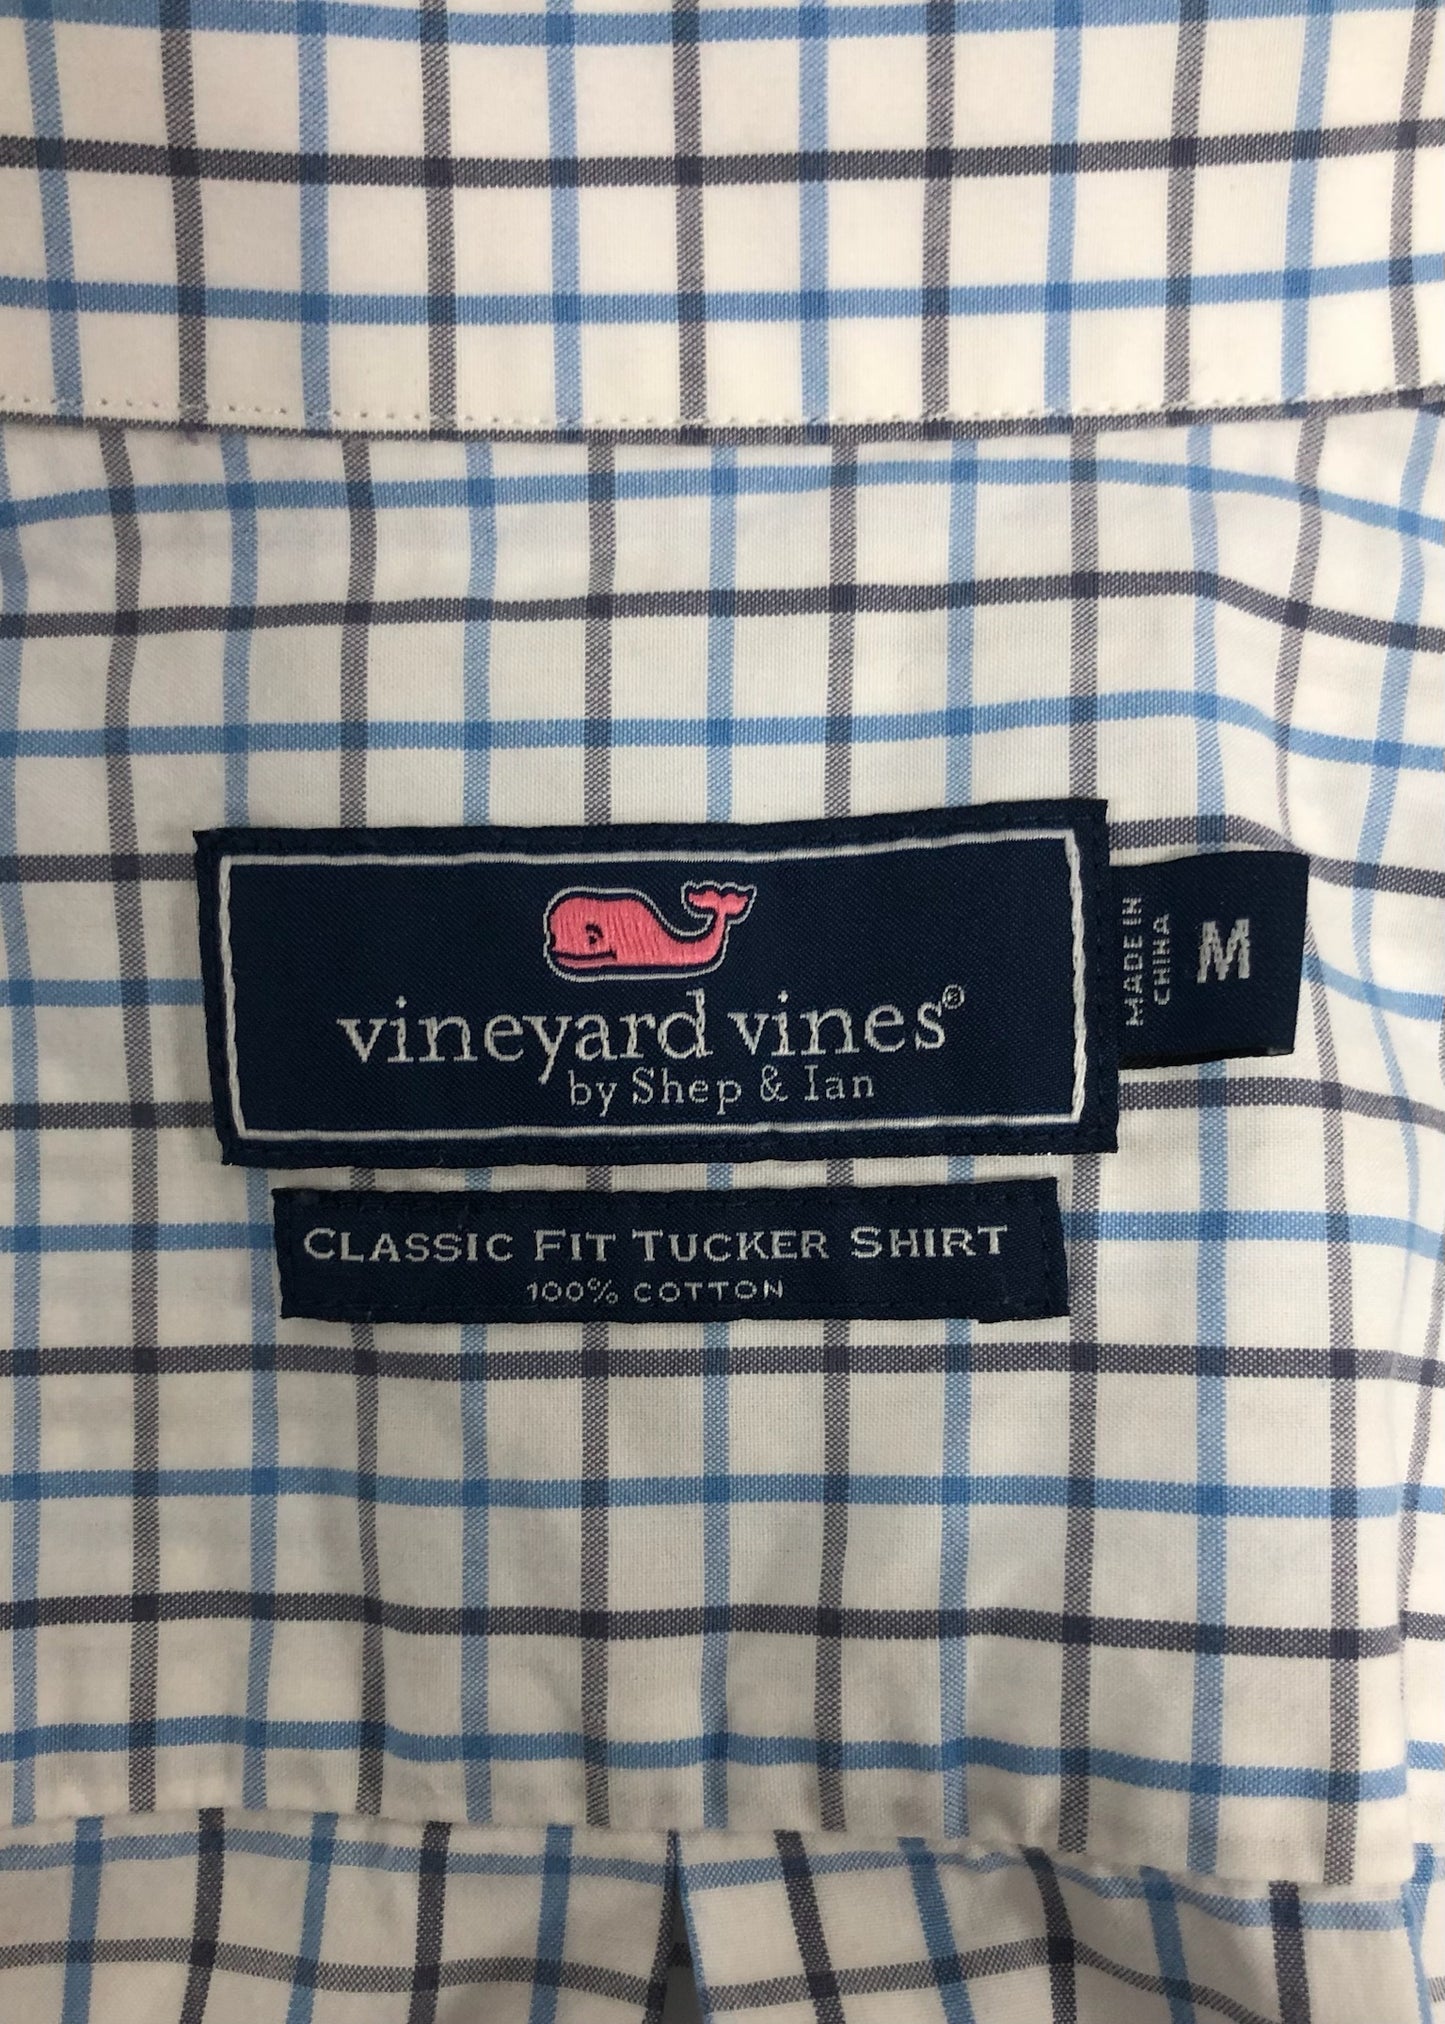 vineyard vines®
by Shep & Ian
MADE IN
CHINA
M
CLASSIC FIT TUCKER SHIRT
100% COTTON